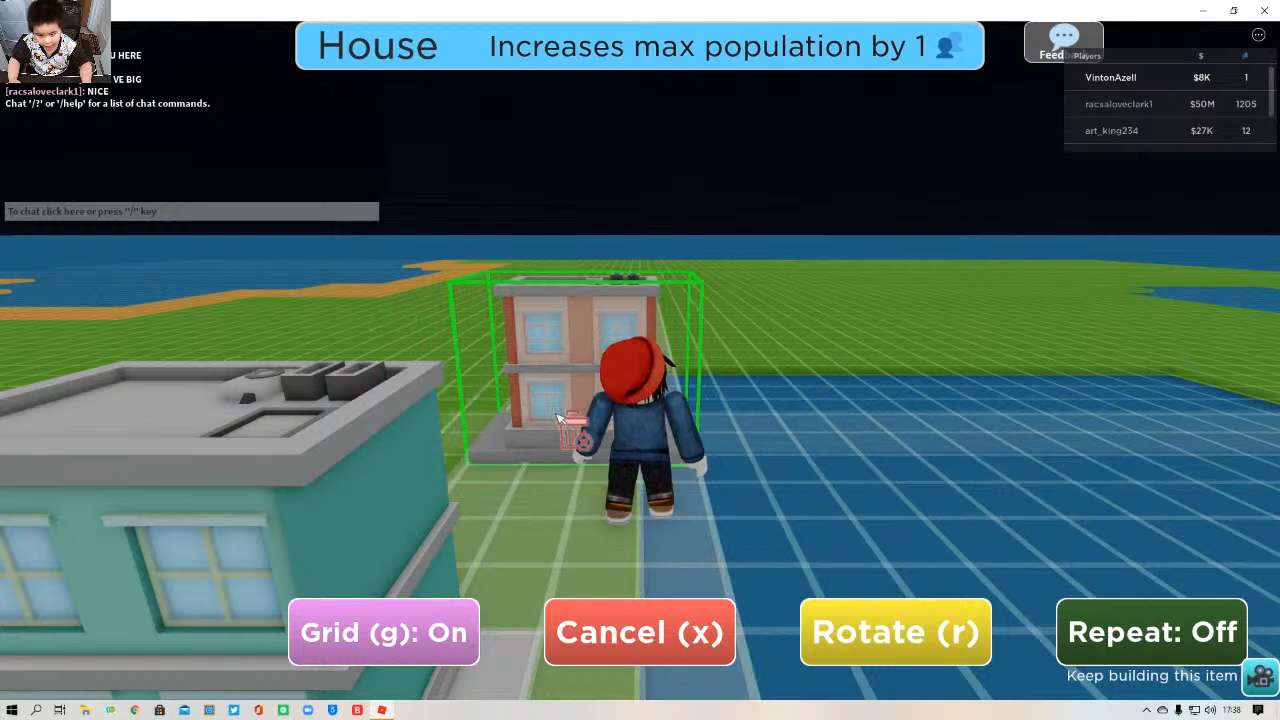 House Increases max population by 1
Feedb
Players $
VintonAzell $8K 1
racsaloveclark1 $50M 1205
art_king234 $27K 12
U HERE
VE BIG
[racsaloveclark1]: NICE
Chat '/?' or '/help' for a list of chat commands.
To chat click here or press "/" key
Grid (g): On
Cancel (x)
Rotate (r)
Repeat: Off
Keep building this item
17:38